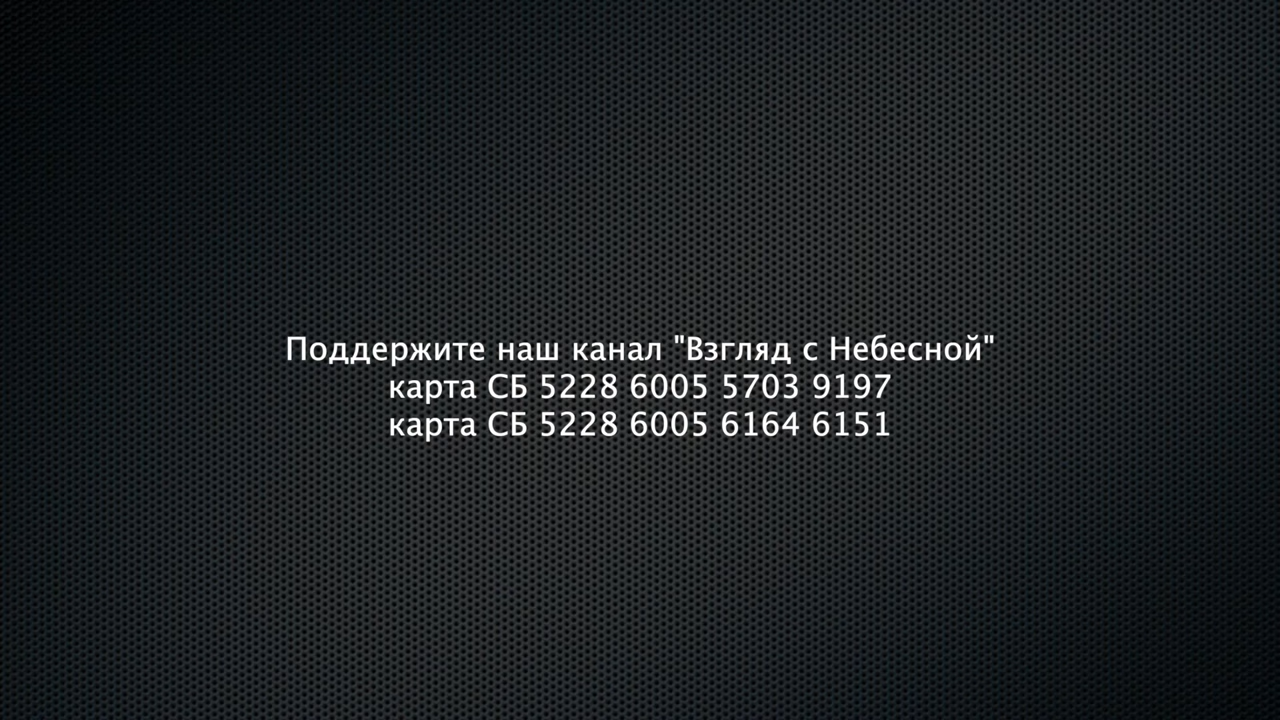 Поддержите наш канал "Взгляд с Небесной"
карта СБ 5228 6005 5703 9197
карта СБ 5228 6005 6164 6151